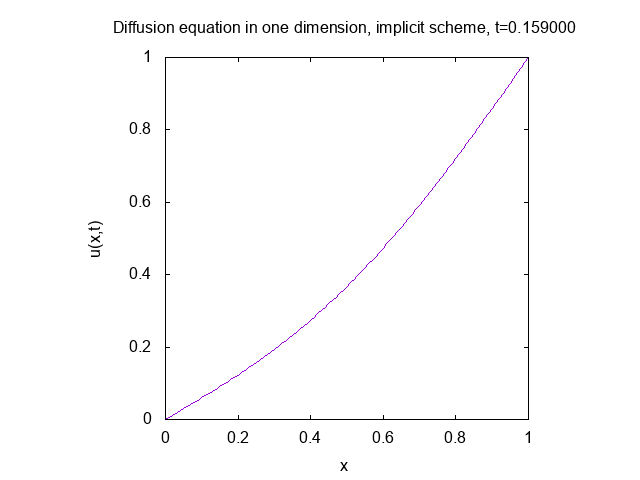 Diffusion equation in one dimension, implicit scheme, t=0.159000
1
0.8
0.6
0.4
0.2
0
u(x,t)
0 0.2 0.4 0.6 0.8 1
x